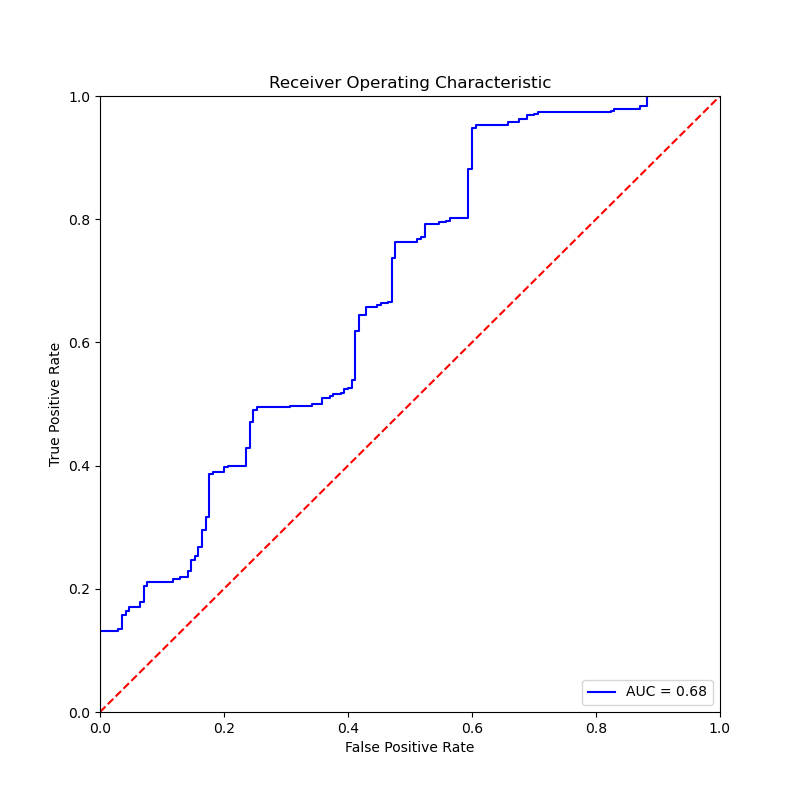 Receiver Operating Characteristic
1.0
0.8
0.6
0.4
0.2
0.0
True Positive Rate
AUC = 0.68
0.0 0.2 0.4 0.6 0.8 1.0
False Positive Rate